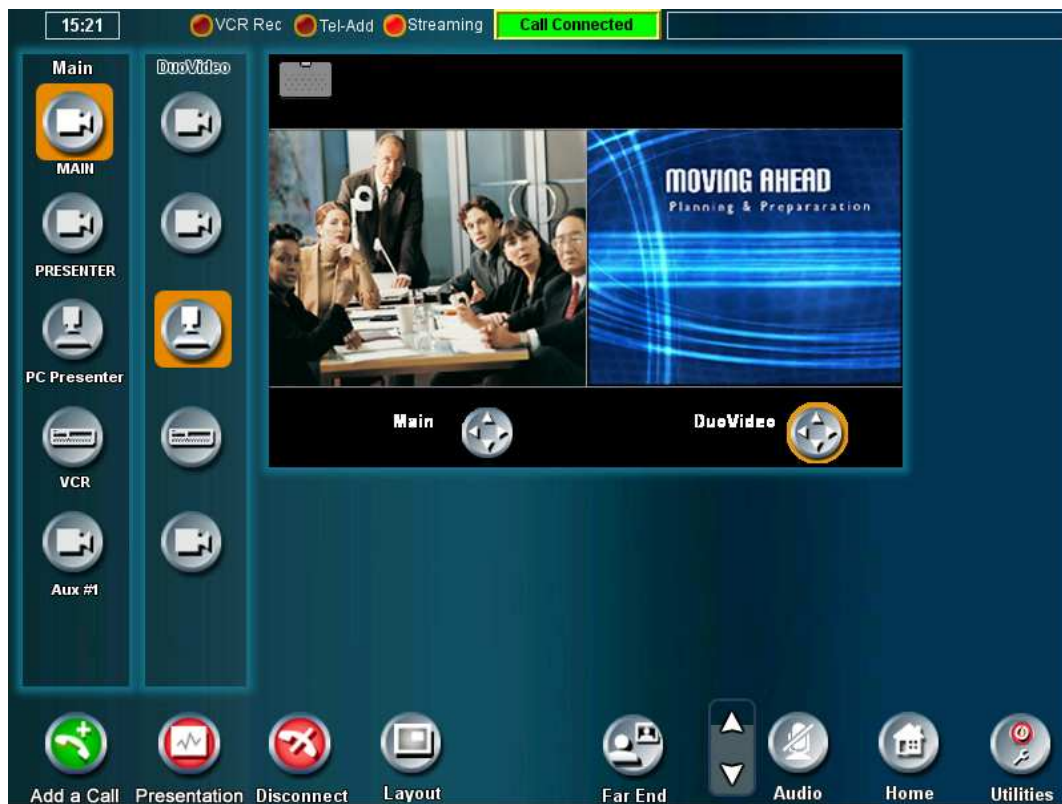 15:21 VCR Rec Tel-Add Streaming Call Connected
Main DuoVideo
MAIN
PRESENTER
PC Presenter
VCR
Aux #1
MOVING AHEAD
Planning & Prepararation
Main DuoVideo
Add a Call Presentation Disconnect Layout Far End Audio Home Utilities